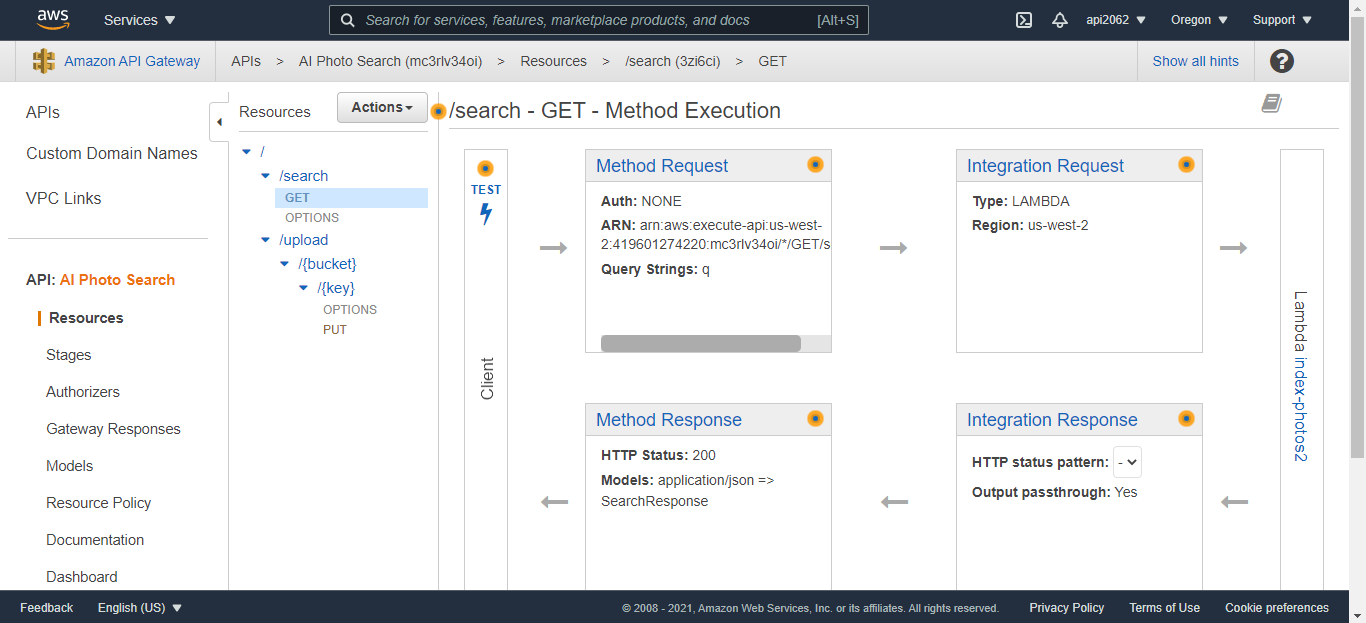 aws
Services ▼
Search for services, features, marketplace products, and docs [Alt+S]
api2062 ▼
Oregon ▼
Support ▼
Amazon API Gateway
APIs > AI Photo Search (mc3rlv34oi) > Resources > /search (3zi6ci) > GET
Show all hints
?
APIs
Custom Domain Names
VPC Links
API: AI Photo Search
Resources
Stages
Authorizers
Gateway Responses
Models
Resource Policy
Documentation
Dashboard
Resources
Actions
/
/search
GET
OPTIONS
/upload
/{bucket}
/{key}
OPTIONS
PUT
/search - GET - Method Execution
TEST
Client
Method Request
Auth: NONE
ARN: arn:aws:execute-api:us-west-
2:419601274220:mc3rlv34oi/*/GET/s
Query Strings: q
Integration Request
Type: LAMBDA
Region: us-west-2
Lambda index-photos2
Method Response
HTTP Status: 200
Models: application/json =>
SearchResponse
Integration Response
HTTP status pattern: -
Output passthrough: Yes
Feedback
English (US) ▼
© 2008 - 2021, Amazon Web Services, Inc. or its affiliates. All rights reserved.
Privacy Policy
Terms of Use
Cookie preferences